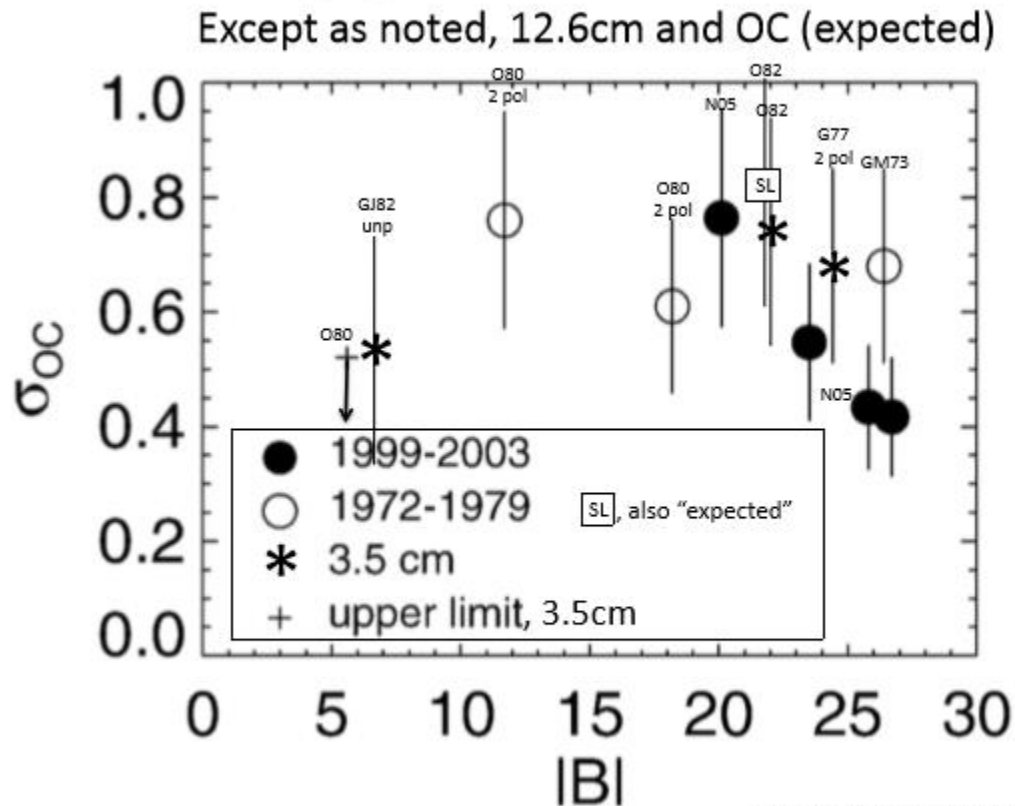 Except as noted, 12.6cm and OC (expected)
1.0
0.8
0.6
0.4
0.2
0.0
σOC
O80
2 pol
O82
N05
O82
G77
2 pol
GM73
SL
O80
2 pol
GJ82
unp
O80
N05
1999-2003
1972-1979
SL, also “expected”
3.5 cm
upper limit, 3.5cm
0 5 10 15 20 25 30
|B|